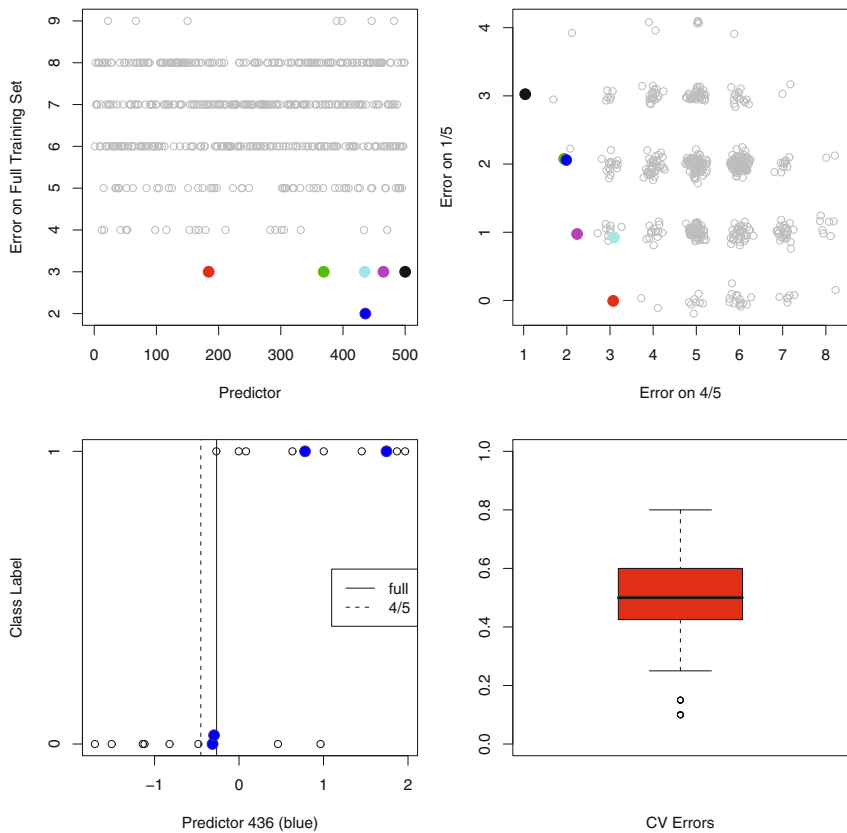 Error on Full Training Set
9
8
7
6
5
4
3
2
0 100 200 300 400 500
Predictor
Error on 1/5
4
3
2
1
0
1 2 3 4 5 6 7 8
Error on 4/5
Class Label
1
0
full
4/5
−1 0 1 2
Predictor 436 (blue)
1.0
0.8
0.6
0.4
0.2
0.0
CV Errors